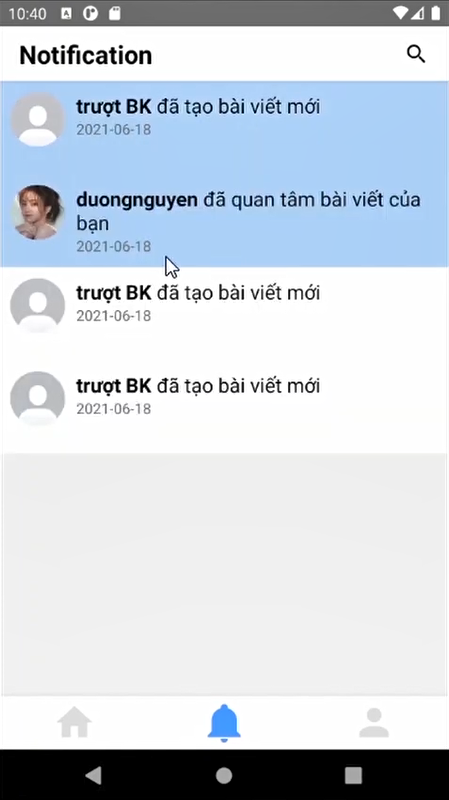 10:40
Notification
trượt BK đã tạo bài viết mới
2021-06-18
duongnguyen đã quan tâm bài viết của
bạn
2021-06-18
trượt BK đã tạo bài viết mới
2021-06-18
trượt BK đã tạo bài viết mới
2021-06-18